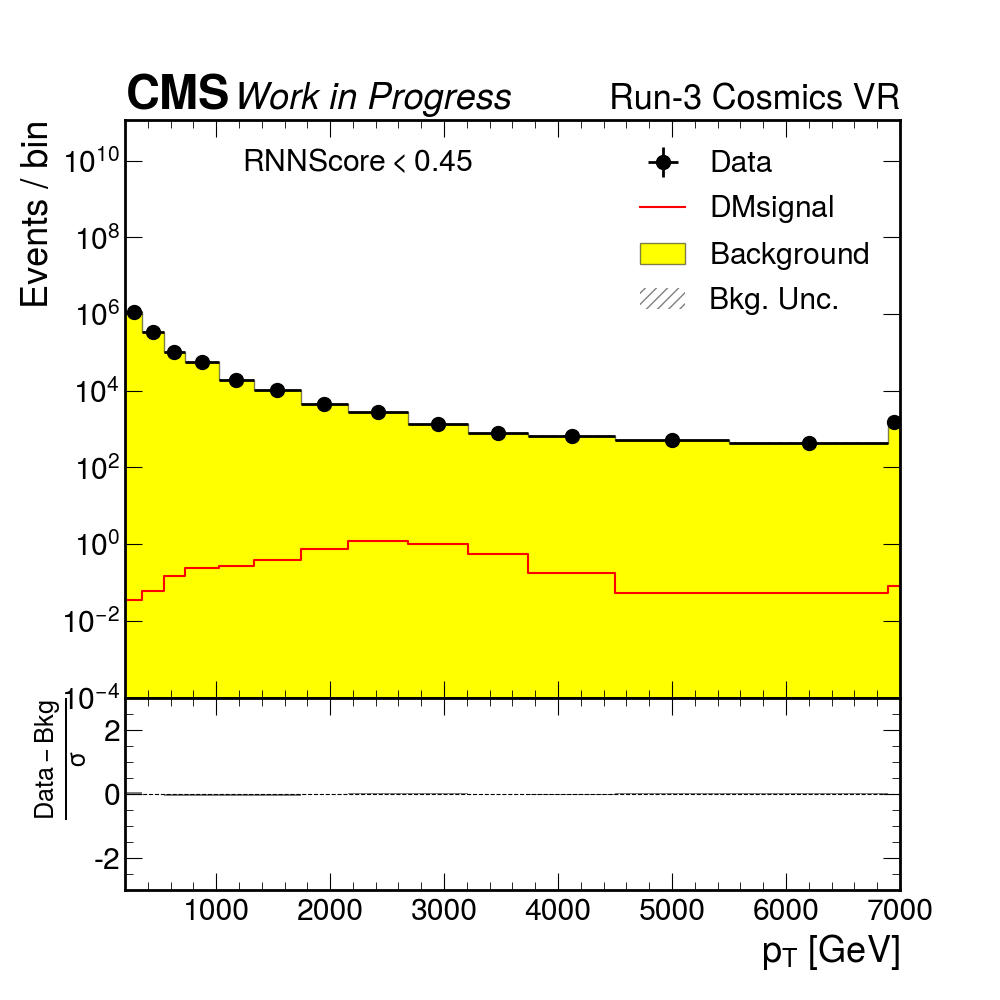 CMS Work in Progress Run-3 Cosmics VR
RNNScore < 0.45
Data
DMsignal
Background
Bkg. Unc.
Events / bin
10^10
10^8
10^6
10^4
10^2
10^0
10^−2
10^−4
Data − Bkg
σ
2
0
-2
1000 2000 3000 4000 5000 6000 7000
p_T [GeV]